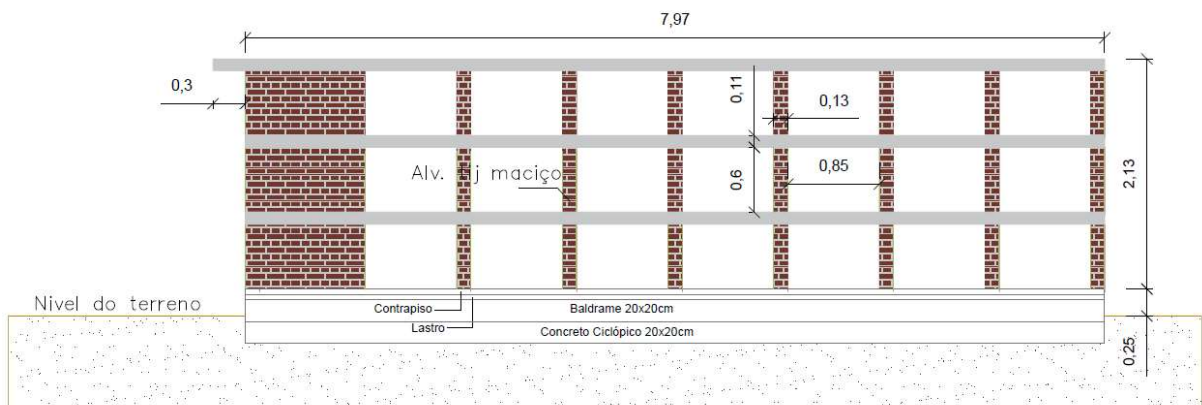 7,97
0,3
0,11
0,13
Alv. tij maciço
0,6
0,85
2,13
Nivel do terreno
Contrapiso
Baldrame 20x20cm
Lastro
Concreto Ciclópico 20x20cm
0,25